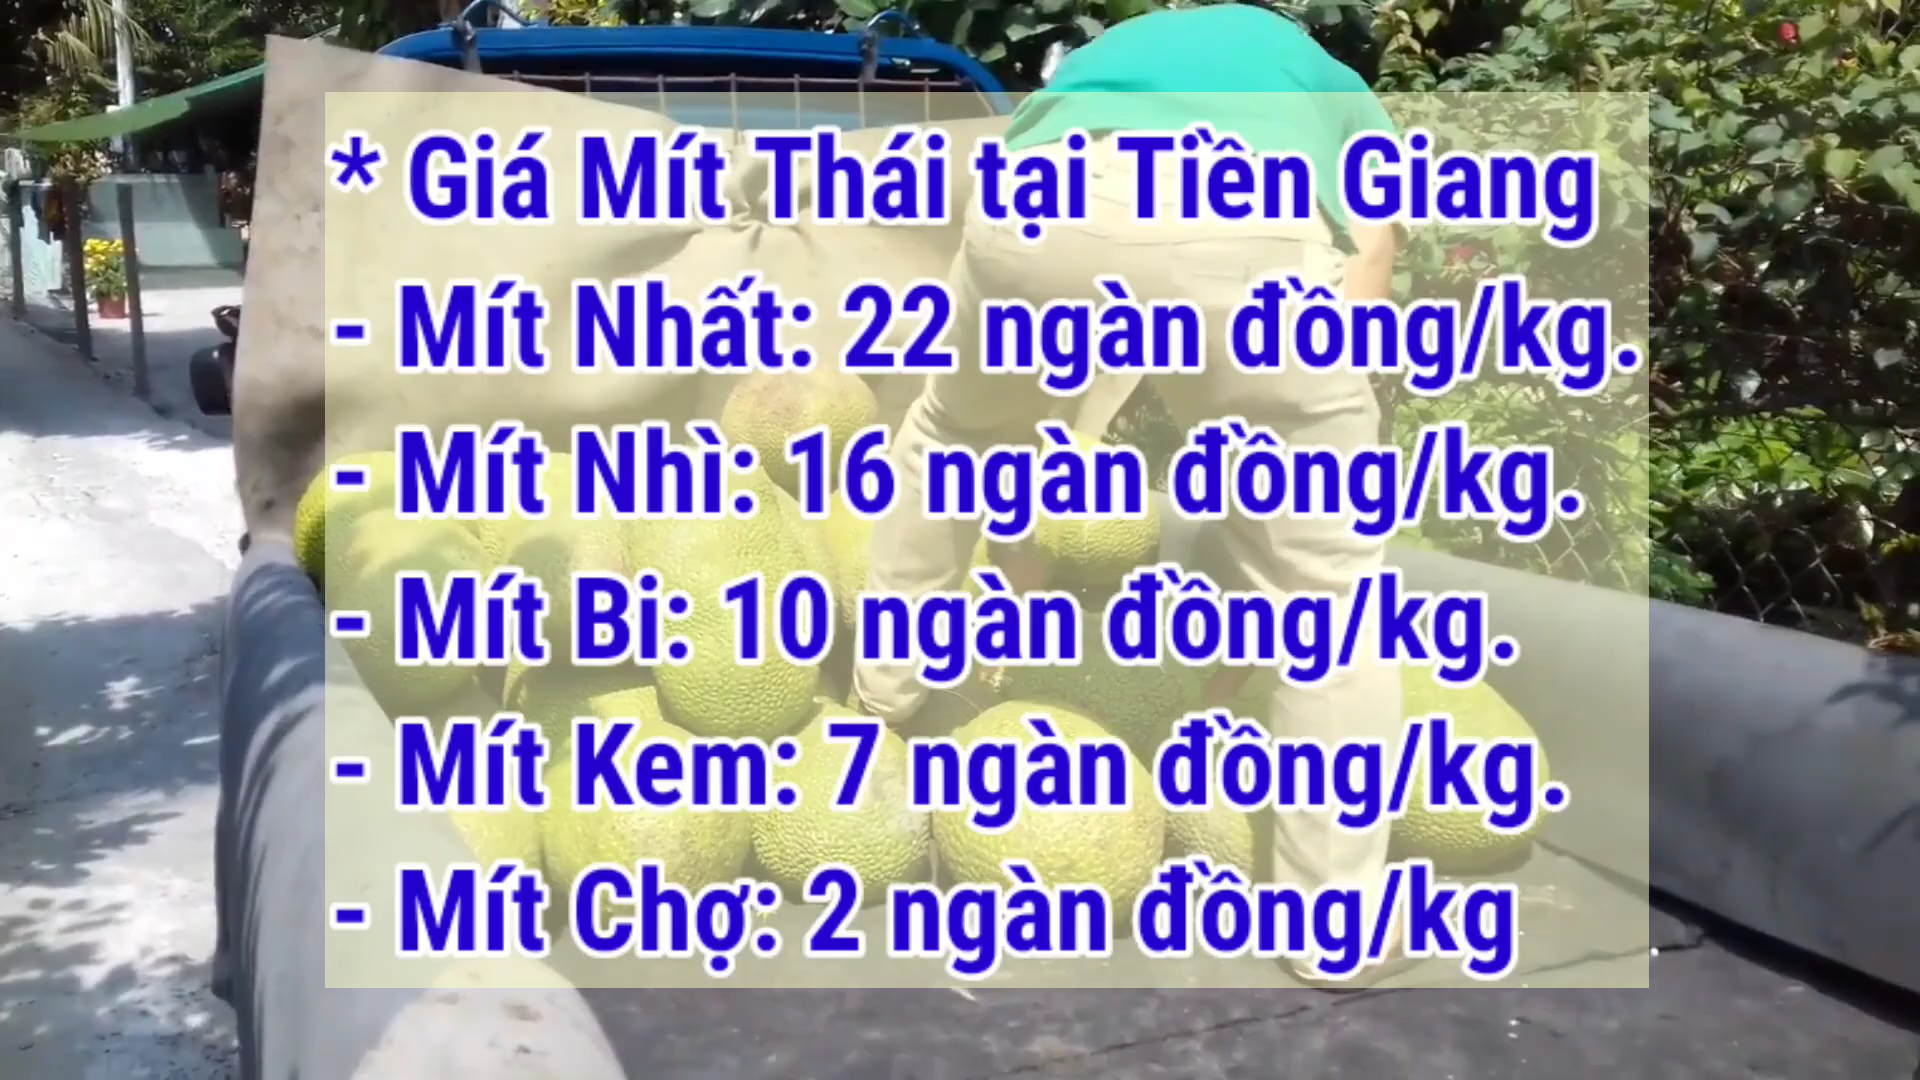 * Giá Mít Thái tại Tiền Giang
- Mít Nhất: 22 ngàn đồng/kg.
- Mít Nhì: 16 ngàn đồng/kg.
- Mít Bi: 10 ngàn đồng/kg.
- Mít Kem: 7 ngàn đồng/kg.
- Mít Chợ: 2 ngàn đồng/kg